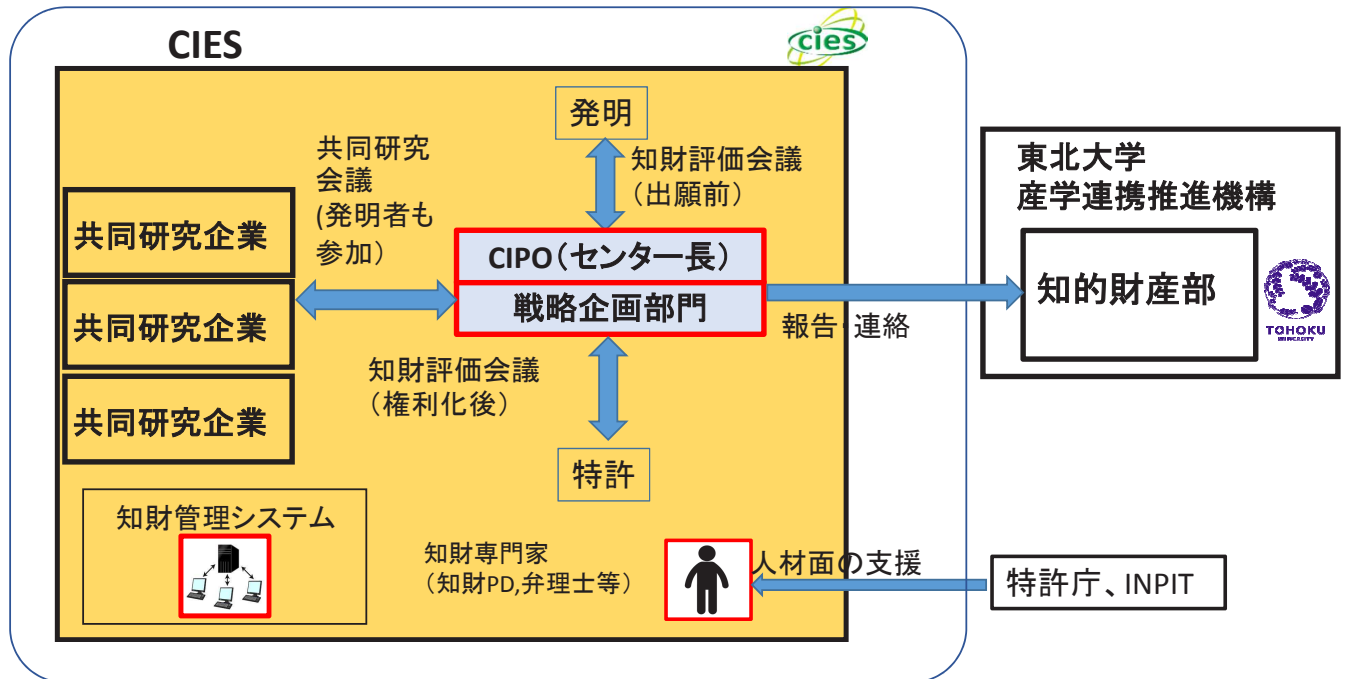 CIES
cies
発明
共同研究
会議
(発明者も
参加）
知財評価会議
（出願前）
共同研究企業
共同研究企業
共同研究企業
CIPO（センター長）
戦略企画部門
報告・連絡
知財評価会議
（権利化後）
特許
知財管理システム
知財専門家
（知財PD,弁理士等）
人材面の支援
東北大学
産学連携推進機構
知的財産部
TOHOKU
UNIVERSITY
特許庁、INPIT